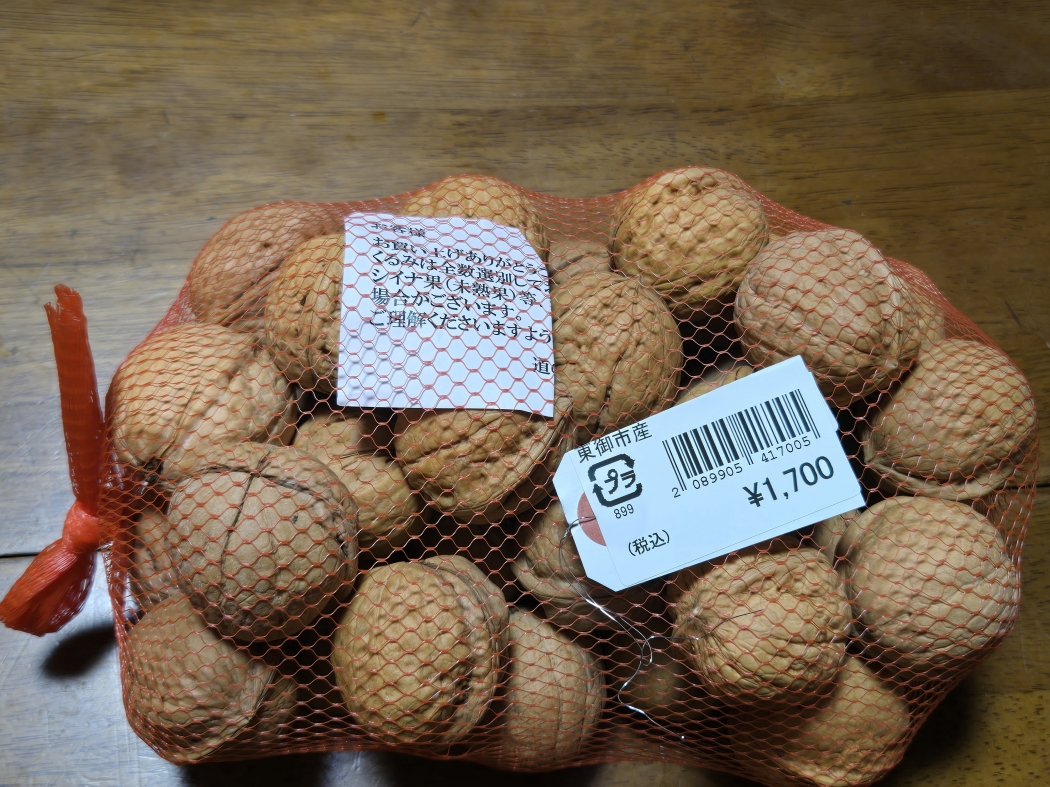 お客様
お買い上げありがとうご
くるみは全数選別して
シイナ果(未熟果)等
場合がございます。
ご理解くださいますよう
道の
東御市産
プラ
899
2 089905 417005
¥1,700
(税込)